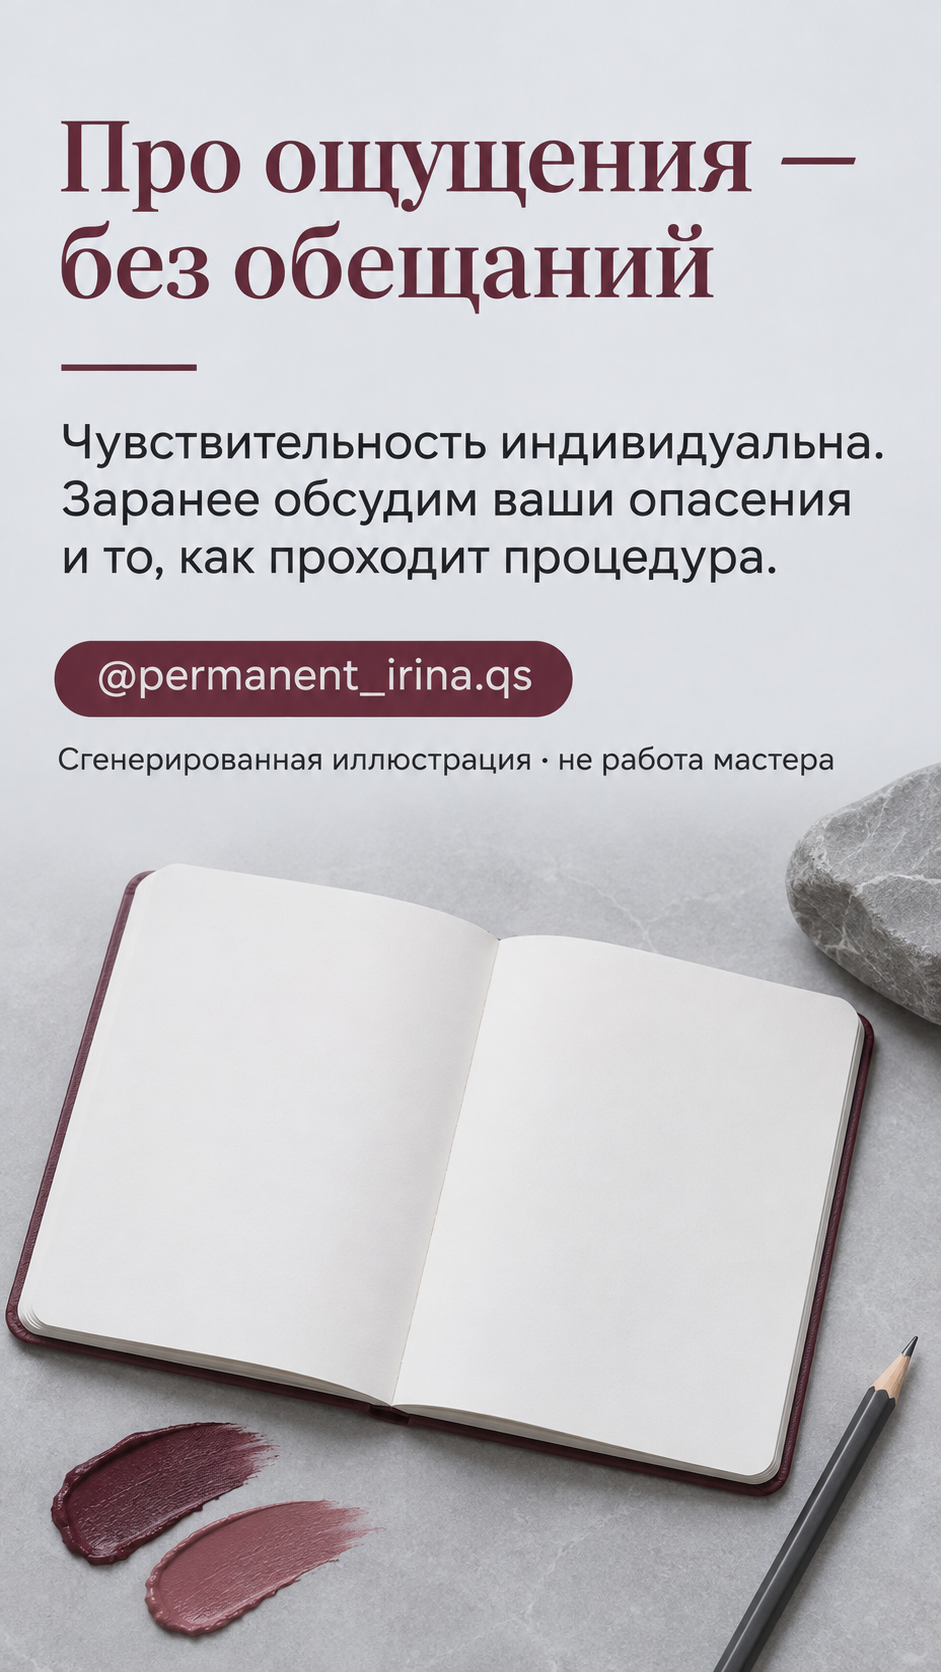 Про ощущения —
без обещаний
Чувствительность индивидуальна.
Заранее обсудим ваши опасения
и то, как проходит процедура.
@permanent_irina.qs
Сгенерированная иллюстрация · не работа мастера